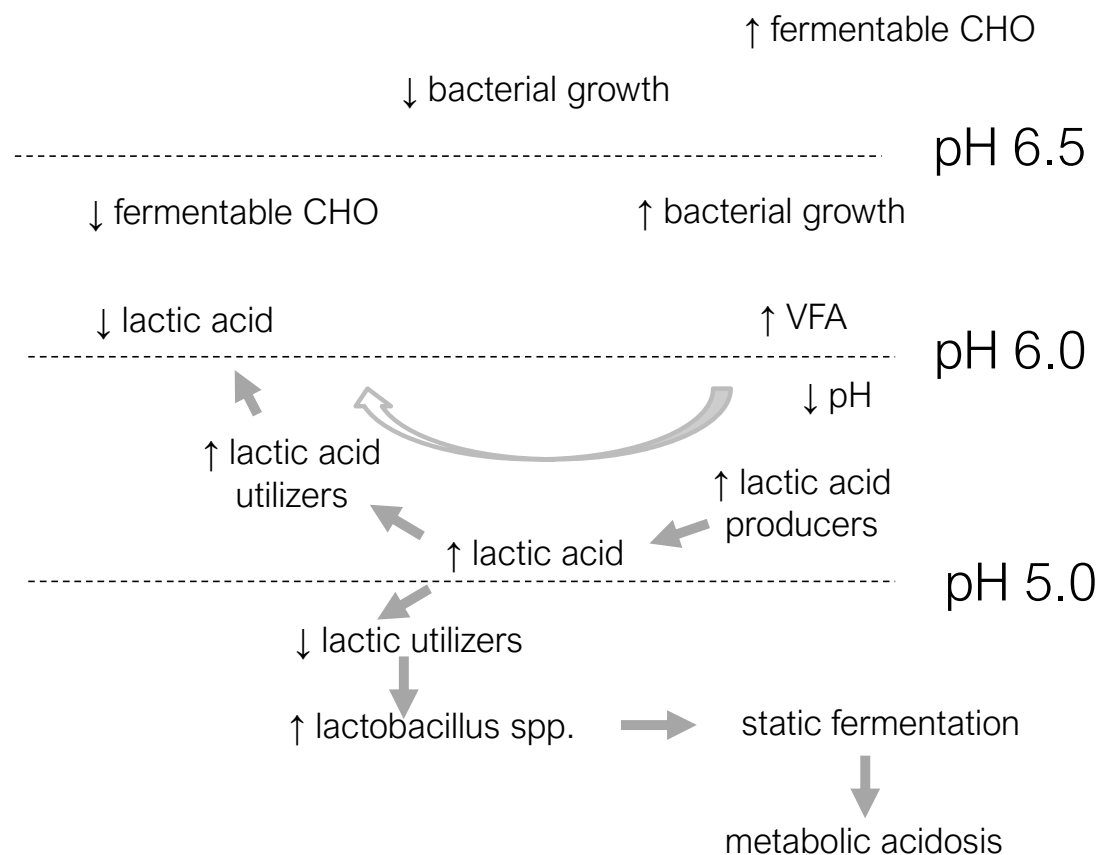 ↑ fermentable CHO
↓ bacterial growth
pH 6.5
↓ fermentable CHO
↑ bacterial growth
↓ lactic acid
↑ VFA
pH 6.0
↓ pH
↑ lactic acid
utilizers
↑ lactic acid
producers
↑ lactic acid
pH 5.0
↓ lactic utilizers
↑ lactobacillus spp.
static fermentation
metabolic acidosis